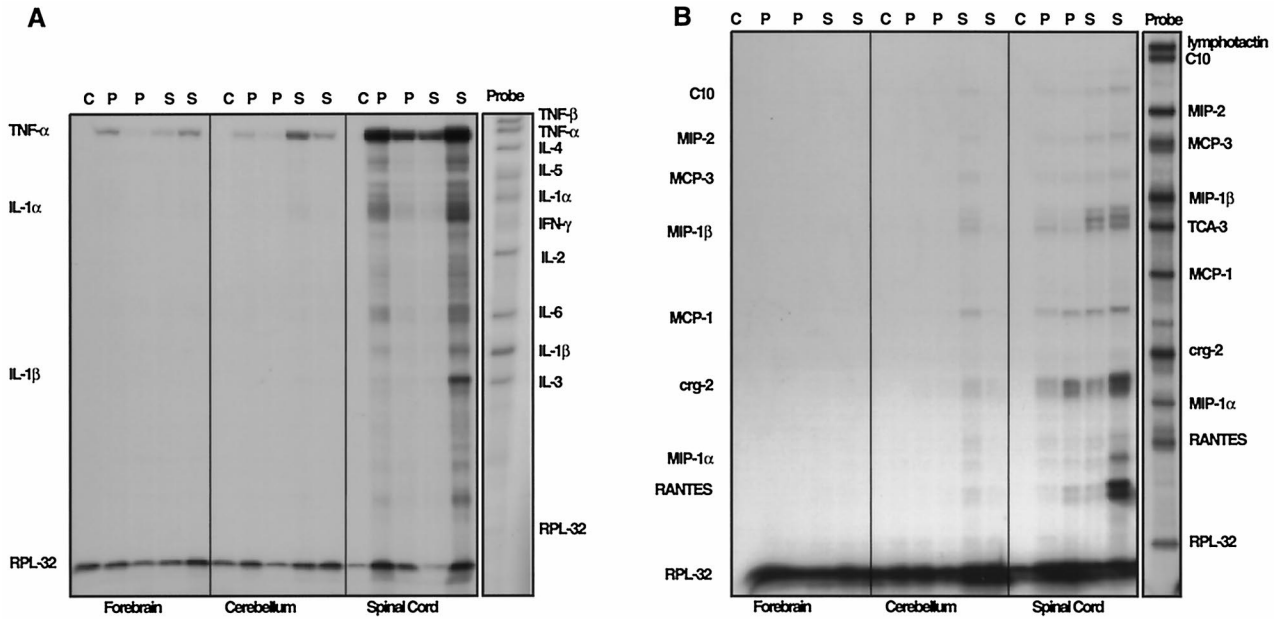 A
C P P S S C P P S S C P P S S Probe
TNF-α
IL-1α
IL-1β
RPL-32
TNF-β
TNF-α
IL-4
IL-5
IL-1α
IFN-γ
IL-2
IL-6
IL-1β
IL-3
RPL-32
Forebrain Cerebellum Spinal Cord
B
C P P S S C P P S S C P P S S Probe
C10
MIP-2
MCP-3
MIP-1β
MCP-1
crg-2
MIP-1α
RANTES
RPL-32
lymphotactin
C10
MIP-2
MCP-3
MIP-1β
TCA-3
MCP-1
crg-2
MIP-1α
RANTES
RPL-32
Forebrain Cerebellum Spinal Cord